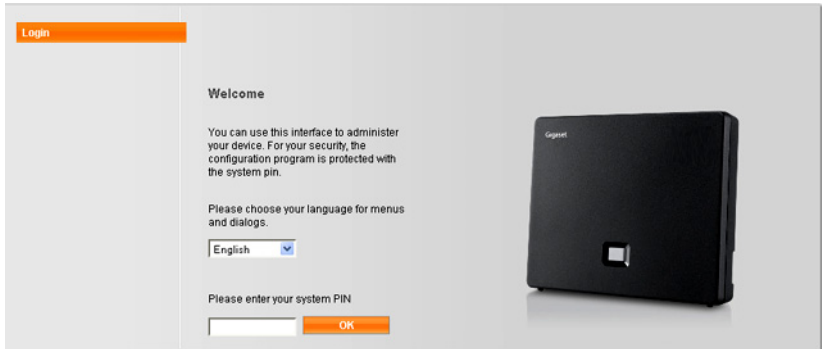 Login
Welcome
You can use this interface to administer
your device. For your security, the
configuration program is protected with
the system pin.
Please choose your language for menus
and dialogs.
English
Please enter your system PIN
OK
Gigaset